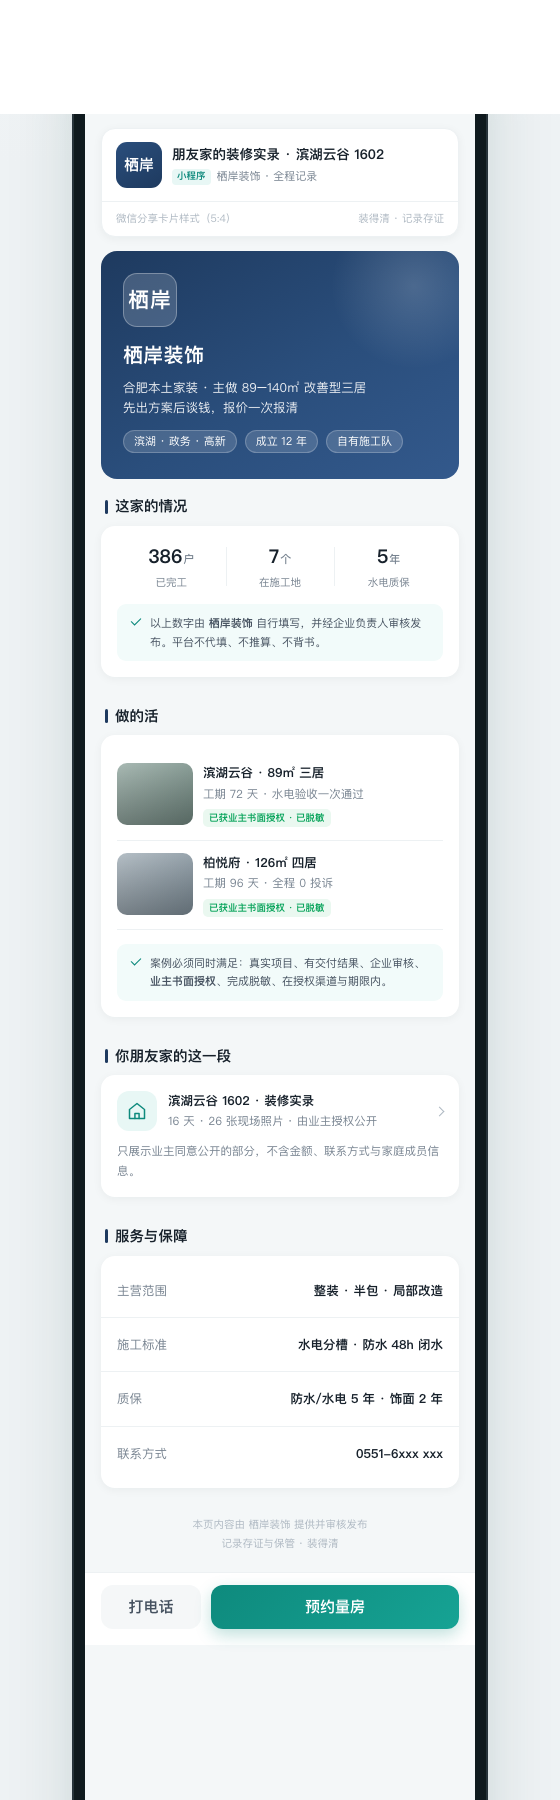 栖岸
朋友家的装修实录 · 滨湖云谷 1602
小程序 栖岸装饰 · 全程记录
微信分享卡片样式（5:4） 装得清 · 记录存证
栖岸
栖岸装饰
合肥本土家装 · 主做 89–140㎡ 改善型三居
先出方案后谈钱，报价一次报清
滨湖 · 政务 · 高新 成立 12 年 自有施工队
这家的情况
386户 7个 5年
已完工 在施工地 水电质保
以上数字由 栖岸装饰 自行填写，并经企业负责人审核发
布。平台不代填、不推算、不背书。
做的活
滨湖云谷 · 89㎡ 三居
工期 72 天 · 水电验收一次通过
已获业主书面授权 · 已脱敏
柏悦府 · 126㎡ 四居
工期 96 天 · 全程 0 投诉
已获业主书面授权 · 已脱敏
案例必须同时满足：真实项目、有交付结果、企业审核、
业主书面授权、完成脱敏、在授权渠道与期限内。
你朋友家的这一段
滨湖云谷 1602 · 装修实录
16 天 · 26 张现场照片 · 由业主授权公开
只展示业主同意公开的部分，不含金额、联系方式与家庭成员信
息。
服务与保障
主营范围 整装 · 半包 · 局部改造
施工标准 水电分槽 · 防水 48h 闭水
质保 防水/水电 5 年 · 饰面 2 年
联系方式 0551-6xxx xxx
本页内容由 栖岸装饰 提供并审核发布
记录存证与保管 · 装得清
打电话 预约量房